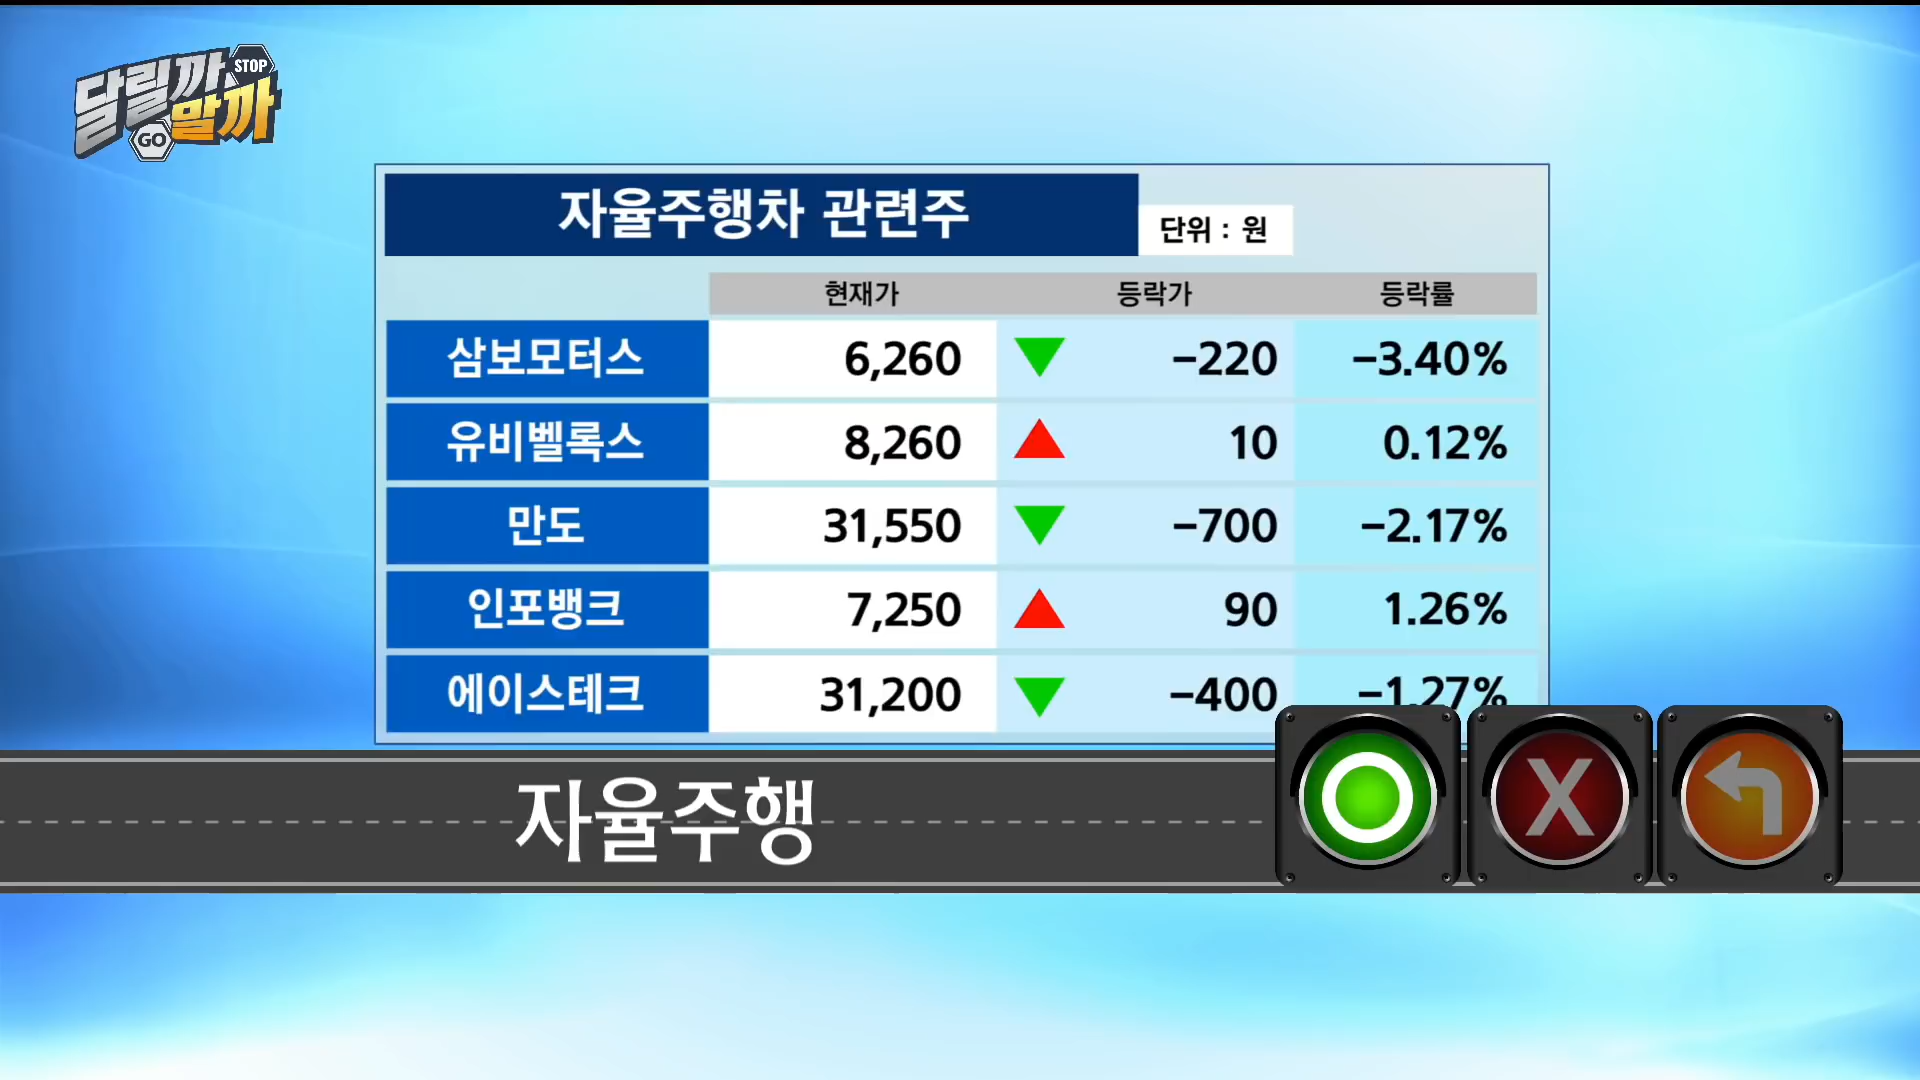 달릴까 STOP
GO 말까
자율주행차 관련주
단위 : 원
현재가 등락가 등락률
삼보모터스 6,260 ▼ -220 -3.40%
유비벨록스 8,260 ▲ 10 0.12%
만도 31,550 ▼ -700 -2.17%
인포뱅크 7,250 ▲ 90 1.26%
에이스테크 31,200 ▼ -400 -1.27%
자율주행 O X